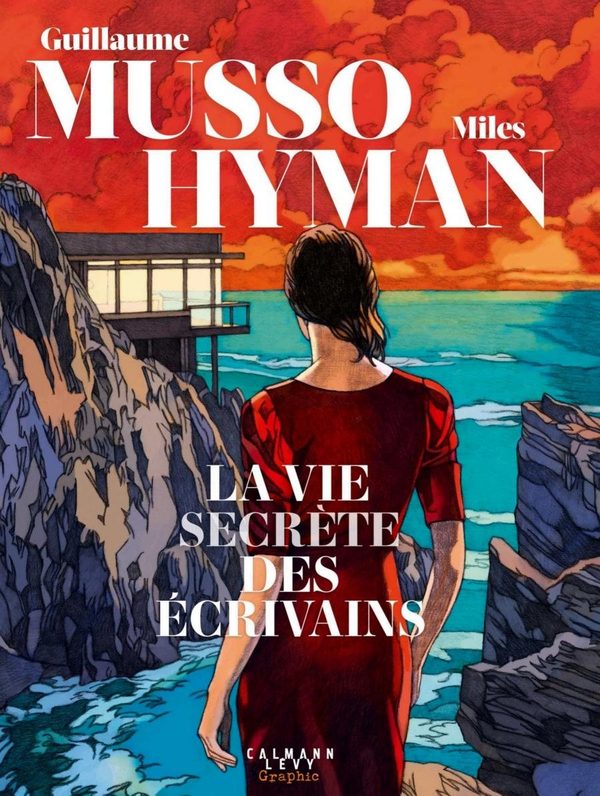 Guillaume
MUSSO
Miles
HYMAN
LA VIE
SECRÈTE
DES
ÉCRIVAINS
CALMANN
LEVY
Graphic